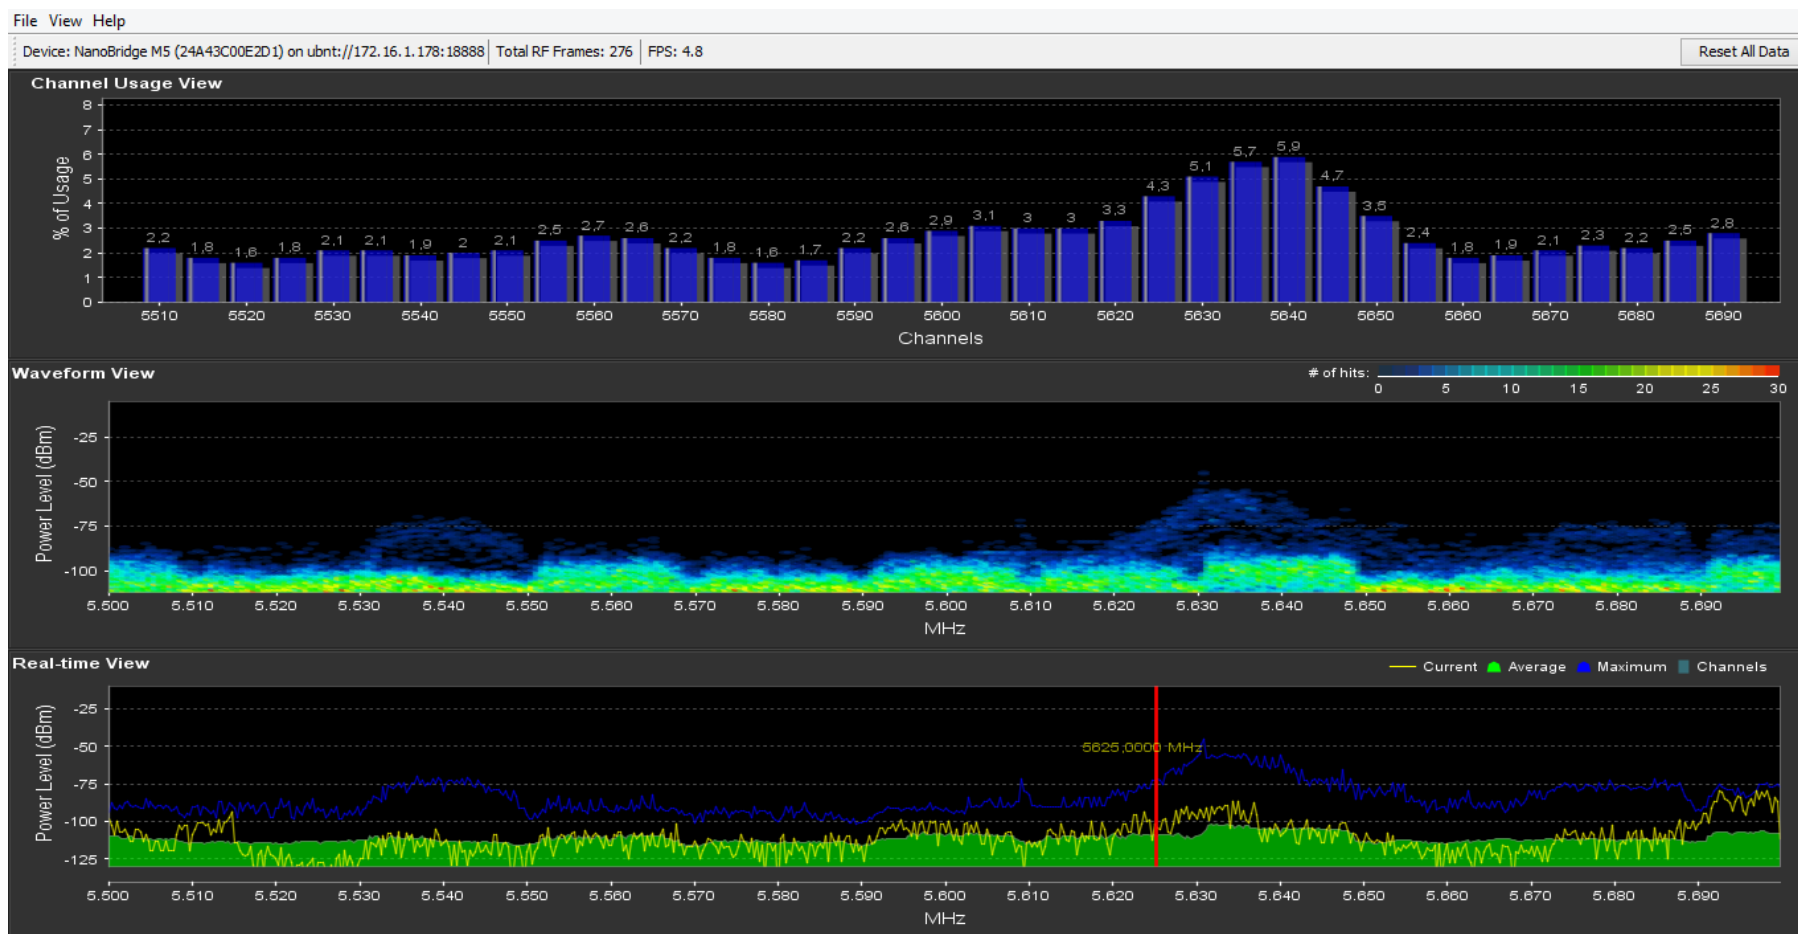 File View Help
Device: NanoBridge M5 (24A43C00E2D1) on ubnt://172.16.1.178:18888 Total RF Frames: 276 FPS: 4.8 Reset All Data
Channel Usage View
% of Usage
8
7
6
5
4
3
2
1
0
2,2 1,8 1,6 1,8 2,1 2,1 1,9 2 2,1 2,5 2,7 2,6 2,2 1,8 1,6 1,7 2,2 2,6 2,9 3,1 3 3 3,3 4,3 5,1 5,7 5,9 4,7 3,5 2,4 1,8 1,9 2,1 2,3 2,2 2,5 2,8
5510 5520 5530 5540 5550 5560 5570 5580 5590 5600 5610 5620 5630 5640 5650 5660 5670 5680 5690
Channels
Waveform View
# of hits:
0 5 10 15 20 25 30
Power Level (dBm)
-25
-50
-75
-100
5.500 5.510 5.520 5.530 5.540 5.550 5.560 5.570 5.580 5.590 5.600 5.610 5.620 5.630 5.640 5.650 5.660 5.670 5.680 5.690
MHz
Real-time View
Current Average Maximum Channels
Power Level (dBm)
-25
-50
-75
-100
-125
5625,0000 MHz
5.500 5.510 5.520 5.530 5.540 5.550 5.560 5.570 5.580 5.590 5.600 5.610 5.620 5.630 5.640 5.650 5.660 5.670 5.680 5.690
MHz